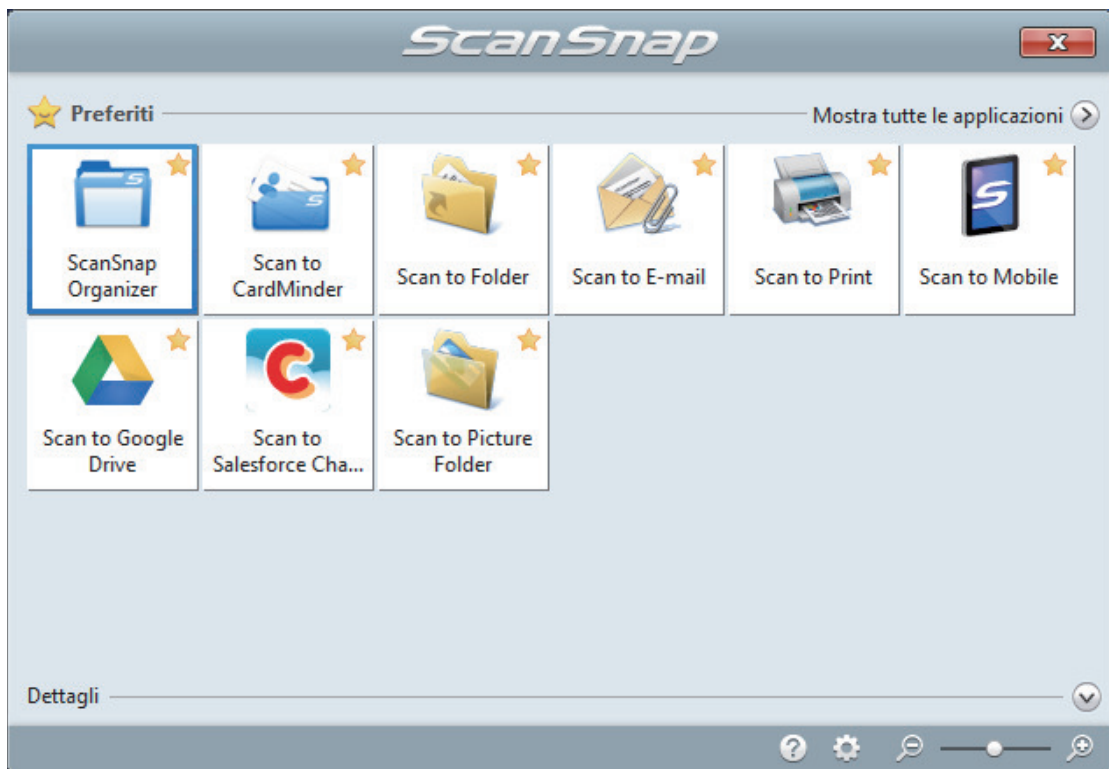 ScanSnap
Preferiti
Mostra tutte le applicazioni
ScanSnap
Organizer
Scan to
CardMinder
Scan to Folder
Scan to E-mail
Scan to Print
Scan to Mobile
Scan to Google
Drive
Scan to
Salesforce Cha...
Scan to Picture
Folder
Dettagli